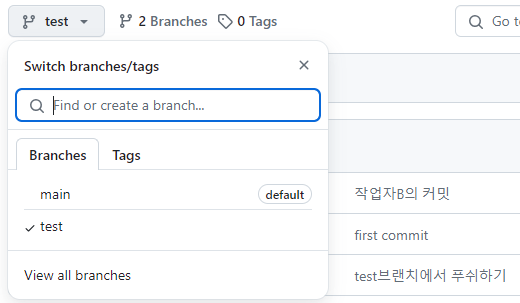 test 2 Branches 0 Tags Go to
Switch branches/tags
Find or create a branch...
Branches Tags
main default
작업자B의 커밋
test
first commit
View all branches
test브랜치에서 푸쉬하기